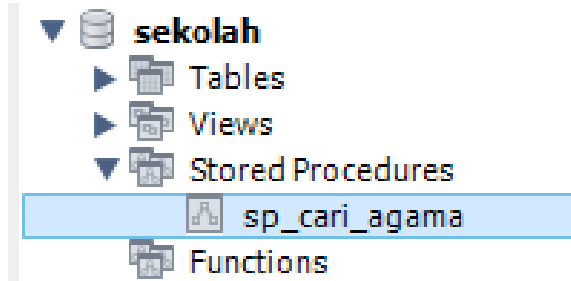 sekolah
Tables
Views
Stored Procedures
sp_cari_agama
Functions